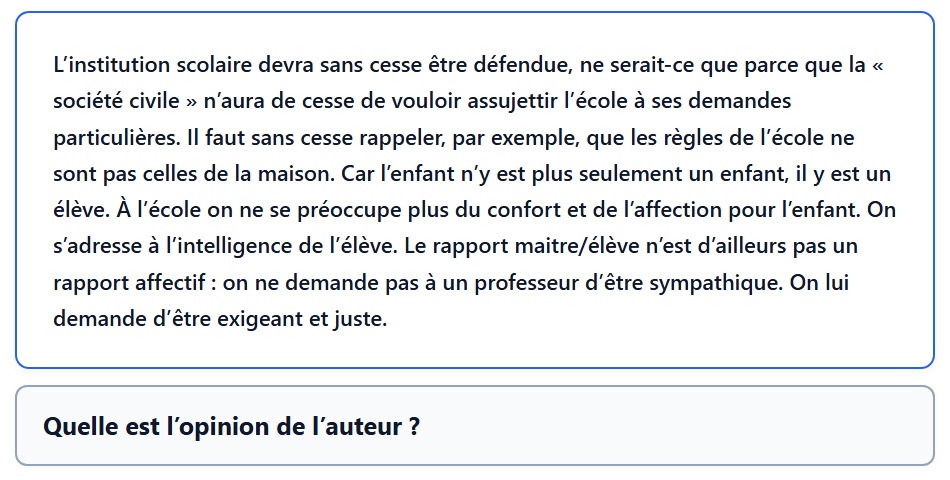 L’institution scolaire devra sans cesse être défendue, ne serait-ce que parce que la «
société civile » n’aura de cesse de vouloir assujettir l’école à ses demandes
particulières. Il faut sans cesse rappeler, par exemple, que les règles de l’école ne
sont pas celles de la maison. Car l’enfant n’y est plus seulement un enfant, il y est un
élève. À l’école on ne se préoccupe plus du confort et de l’affection pour l’enfant. On
s’adresse à l’intelligence de l’élève. Le rapport maitre/élève n’est d’ailleurs pas un
rapport affectif : on ne demande pas à un professeur d’être sympathique. On lui
demande d’être exigeant et juste.
Quelle est l’opinion de l’auteur ?